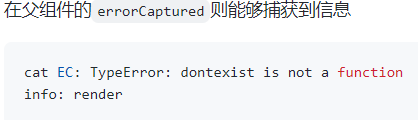 在父组件的 errorCaptured 则能够捕获到信息
cat EC: TypeError: dontexist is not a function
info: render